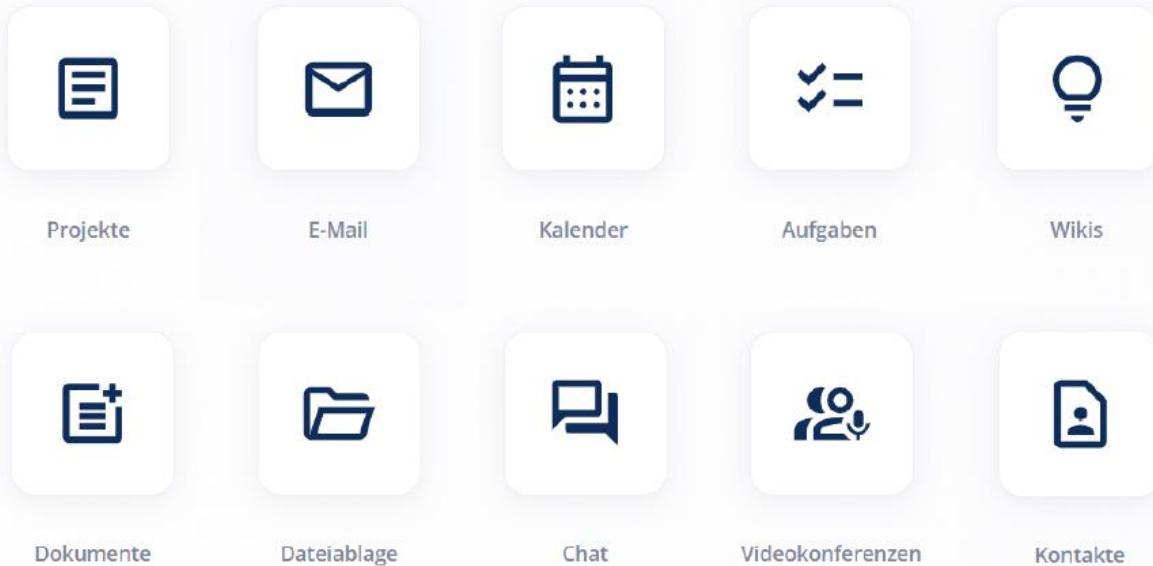 Projekte
E-Mail
Kalender
Aufgaben
Wikis
Dokumente
Dateiablage
Chat
Videokonferenzen
Kontakte